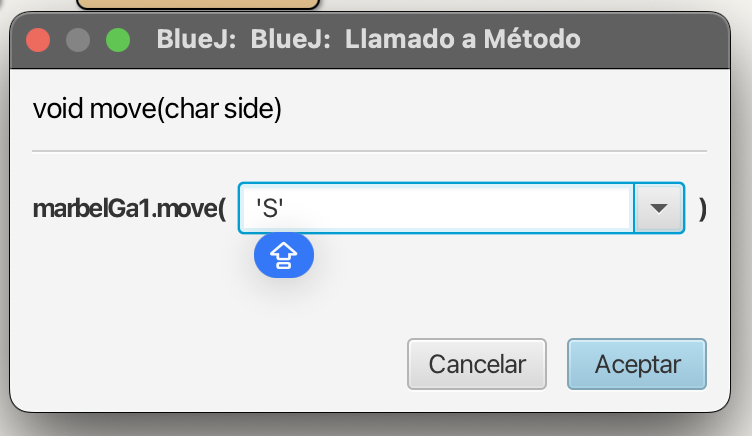 BlueJ:  BlueJ:  Llamado a Método
void move(char side)
marbelGa1.move( 'S' )
Cancelar Aceptar